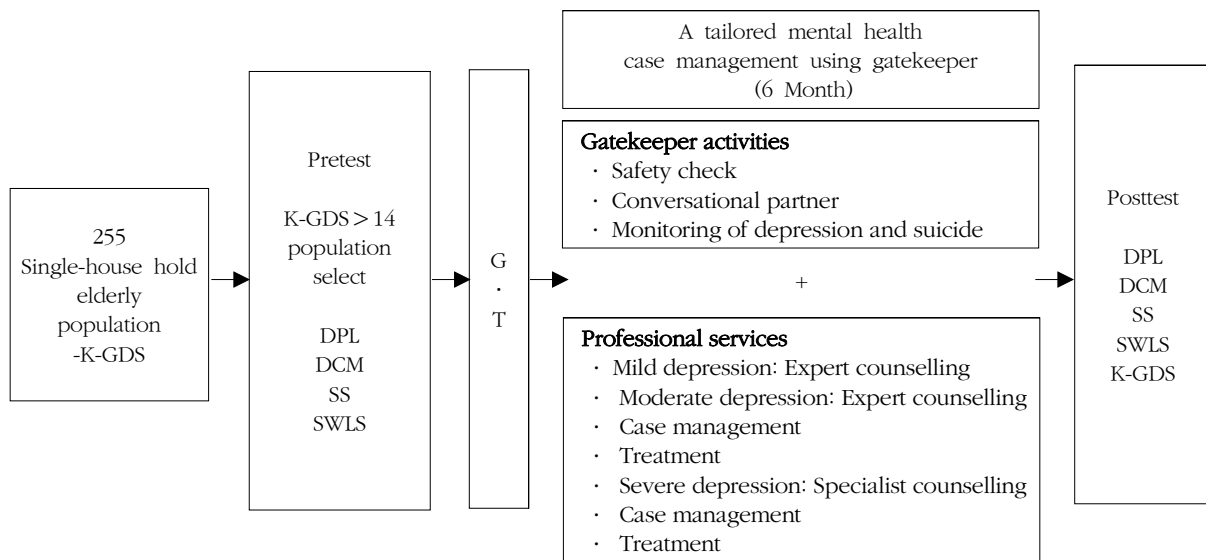 255
Single-house hold
elderly
population
-K-GDS
Pretest
K-GDS > 14
population
select
DPL
DCM
SS
SWLS
G
·
T
A tailored mental health
case management using gatekeeper
(6 Month)
Gatekeeper activities
· Safety check
· Conversational partner
· Monitoring of depression and suicide
+
Professional services
· Mild depression: Expert counselling
· Moderate depression: Expert counselling
· Case management
· Treatment
· Severe depression: Specialist counselling
· Case management
· Treatment
Posttest
DPL
DCM
SS
SWLS
K-GDS